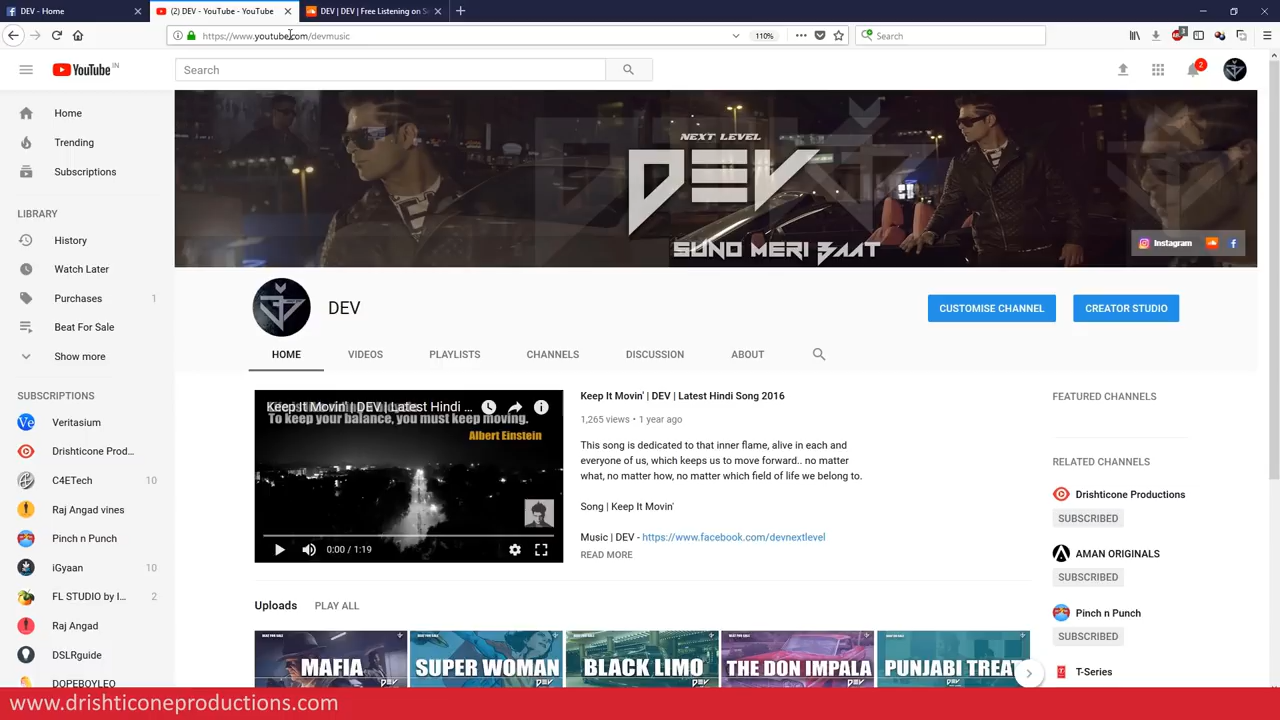 DEV - Home
(2) DEV - YouTube - YouTube
DEV | DEV | Free Listening on S
https://www.youtube.com/devmusic
110%
Search
YouTube IN
Search
2
Home
Trending
Subscriptions
LIBRARY
History
Watch Later
Purchases 1
Beat For Sale
Show more
SUBSCRIPTIONS
Veritasium
Drishticone Prod...
C4ETech 10
Raj Angad vines
Pinch n Punch
iGyaan 10
FL STUDIO by I... 2
Raj Angad
DSLRguide
DOPEBOYLEO
NEXT LEVEL
DEV
SUNO MERI BAAT
Instagram
DEV
CUSTOMISE CHANNEL
CREATOR STUDIO
HOME VIDEOS PLAYLISTS CHANNELS DISCUSSION ABOUT
Keep It Movin' | DEV | Latest Hindi ...
To keep your balance, you must keep moving.
Albert Einstein
0:00 / 1:19
Keep It Movin' | DEV | Latest Hindi Song 2016
1,265 views • 1 year ago
This song is dedicated to that inner flame, alive in each and
everyone of us, which keeps us to move forward.. no matter
what, no matter how, no matter which field of life we belong to.
Song | Keep It Movin'
Music | DEV - https://www.facebook.com/devnextlevel
READ MORE
FEATURED CHANNELS
RELATED CHANNELS
Drishticone Productions
SUBSCRIBED
AMAN ORIGINALS
SUBSCRIBED
Pinch n Punch
SUBSCRIBED
T-Series
Uploads PLAY ALL
MAFIA
DEV
SUPER WOMAN
DEV
BLACK LIMO
DEV
THE DON IMPALA
DEV
PUNJABI TREAT
DEV
www.drishticoneproductions.com